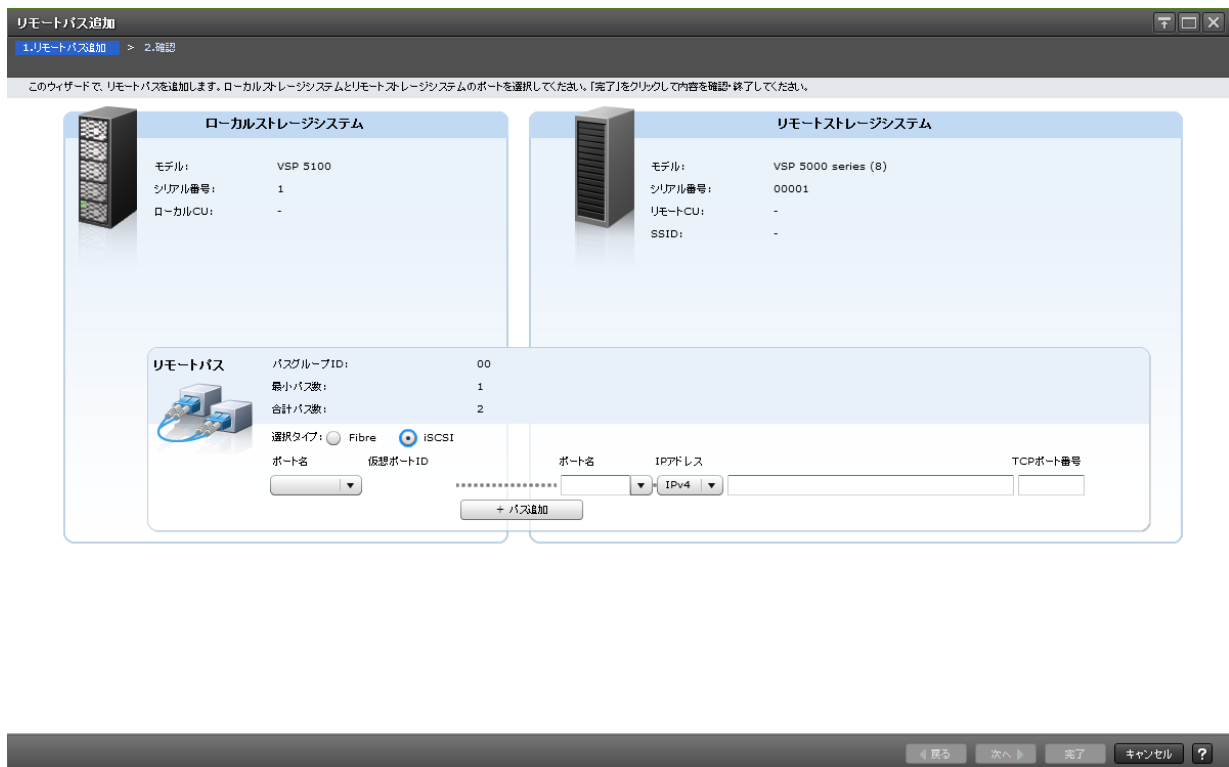 リモートパス追加
1.リモートパス追加 > 2.確認
このウィザードで、リモートパスを追加します。ローカルストレージシステムとリモートストレージシステムのポートを選択してください。「完了」をクリックして内容を確認・終了してください。
ローカルストレージシステム
モデル: VSP 5100
シリアル番号: 1
ローカルCU: -
リモートストレージシステム
モデル: VSP 5000 series (8)
シリアル番号: 00001
リモートCU: -
SSID: -
リモートパス
パスグループID: 00
最小パス数: 1
合計パス数: 2
選択タイプ: Fibre iSCSI
ポート名 仮想ポートID ポート名 IPアドレス TCPポート番号
IPv4
+ パス追加
戻る 次へ 完了 キャンセル ?